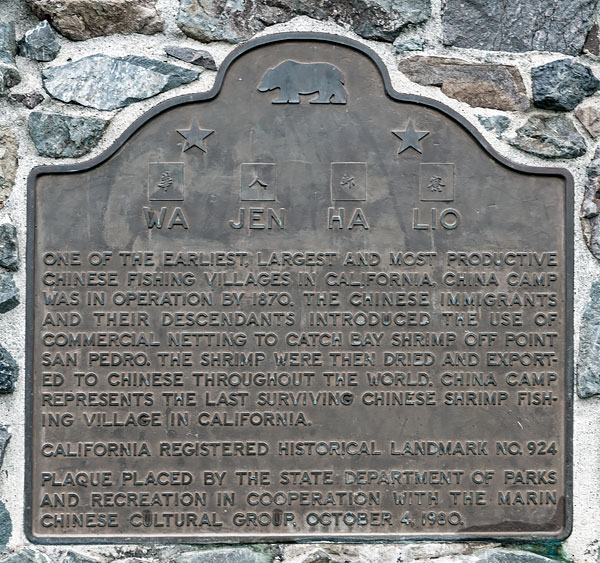 華 人 蝦 寮
WA JEN HA LIO
ONE OF THE EARLIEST, LARGEST AND MOST PRODUCTIVE
CHINESE FISHING VILLAGES IN CALIFORNIA, CHINA CAMP
WAS IN OPERATION BY 1870. THE CHINESE IMMIGRANTS
AND THEIR DESCENDANTS INTRODUCED THE USE OF
COMMERCIAL NETTING TO CATCH BAY SHRIMP OFF POINT
SAN PEDRO. THE SHRIMP WERE THEN DRIED AND EXPORT-
ED TO CHINESE THROUGHOUT THE WORLD. CHINA CAMP
REPRESENTS THE LAST SURVIVING CHINESE SHRIMP FISH-
ING VILLAGE IN CALIFORNIA.
CALIFORNIA REGISTERED HISTORICAL LANDMARK NO. 924
PLAQUE PLACED BY THE STATE DEPARTMENT OF PARKS
AND RECREATION IN COOPERATION WITH THE MARIN
CHINESE CULTURAL GROUP, OCTOBER 4, 1980.